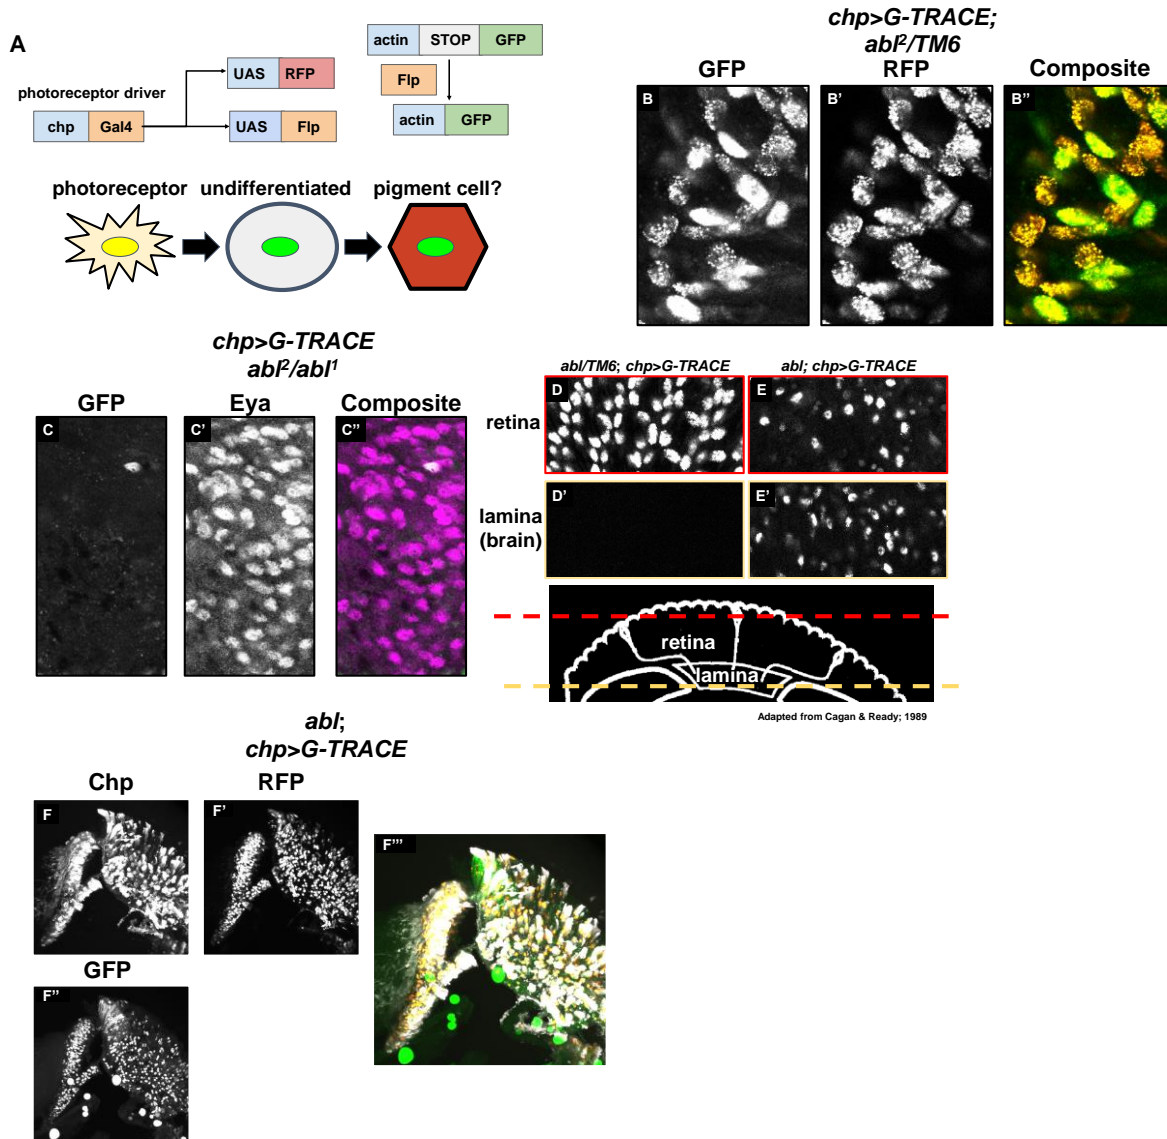 A
actin STOP GFP
UAS RFP
Flp
photoreceptor driver
chp Gal4 UAS Flp
actin GFP
photoreceptor undifferentiated pigment cell?
chp>G-TRACE;
abl²/TM6
GFP RFP Composite
B B' B"
chp>G-TRACE
abl²/abl¹
GFP Eya Composite
C C' C"
abl/TM6; chp>G-TRACE abl; chp>G-TRACE
retina D E
lamina
(brain)
D' E'
retina
lamina
Adapted from Cagan & Ready; 1989
abl;
chp>G-TRACE
Chp RFP
F F'
F'''
GFP
F"